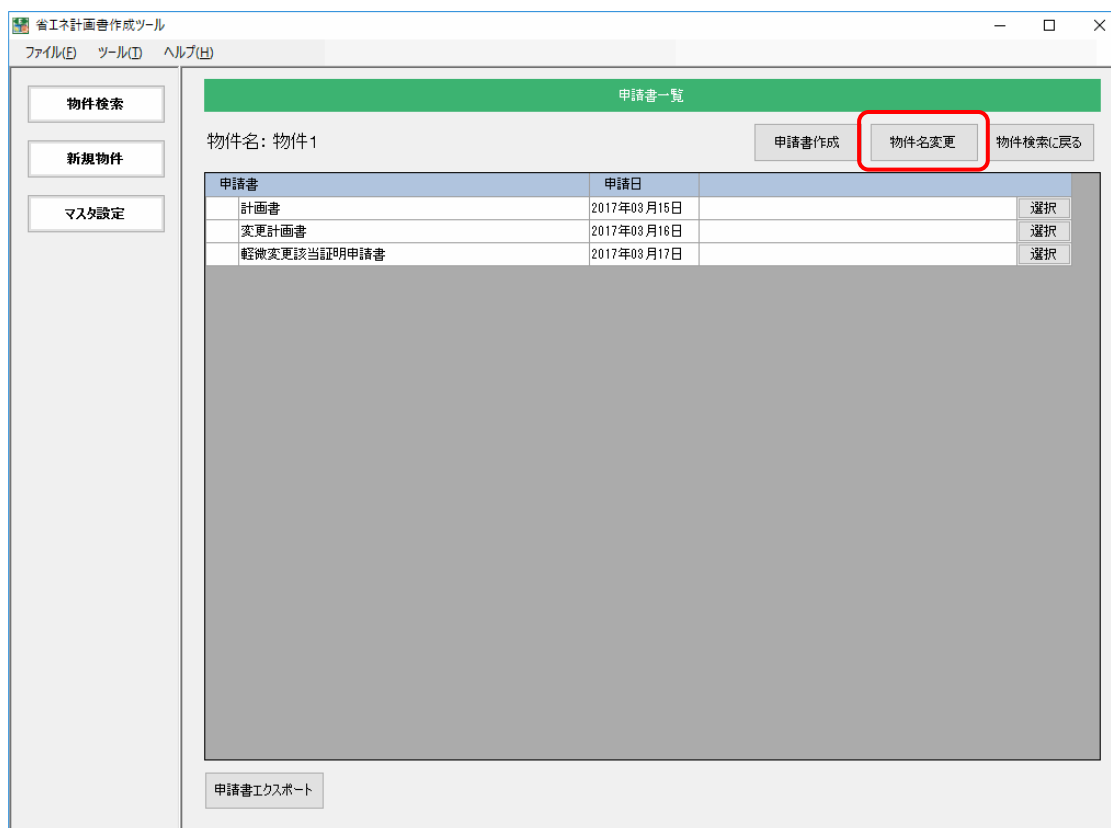 省エネ計画書作成ツール
ファイル(F) ツール(T) ヘルプ(H)
物件検索
新規物件
マスタ設定
申請書一覧
物件名: 物件1
申請書作成 物件名変更 物件検索に戻る
申請書 申請日
計画書 2017年03月15日 選択
変更計画書 2017年03月16日 選択
軽微変更該当証明申請書 2017年03月17日 選択
申請書エクスポート